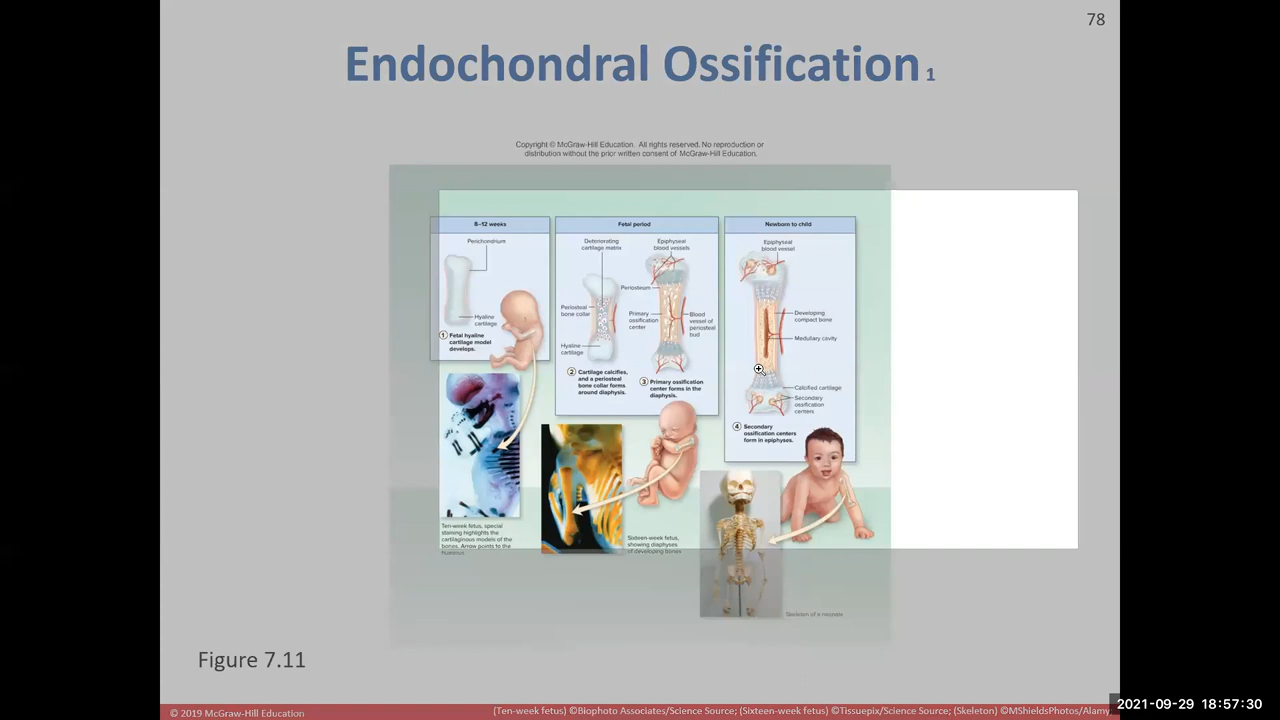 78
Endochondral Ossification 1
Copyright © McGraw-Hill Education. All rights reserved. No reproduction or
distribution without the prior written consent of McGraw-Hill Education.
8–12 weeks
Perichondrium
Hyaline
cartilage
1 Fetal hyaline
cartilage model
develops.
Fetal period
Deteriorating
cartilage matrix
Epiphyseal
blood vessels
Periosteum
Periosteal
bone collar
Primary
ossification
center
Blood
vessel of
periosteal
bud
Hyaline
cartilage
2 Cartilage calcifies,
and a periosteal
bone collar forms
around diaphysis.
3 Primary ossification
center forms in the
diaphysis.
Newborn to child
Epiphyseal
blood vessel
Developing
compact bone
Medullary cavity
Calcified cartilage
Secondary
ossification
centers
4 Secondary
ossification centers
form in epiphyses.
Ten-week fetus, special
staining highlights the
cartilaginous models of the
bones. Arrow points to the
humerus
Sixteen-week fetus,
showing diaphyses
of developing bones
Skeleton of a neonate
Figure 7.11
© 2019 McGraw-Hill Education
(Ten-week fetus) ©Biophoto Associates/Science Source; (Sixteen-week fetus) ©Tissuepix/Science Source; (Skeleton) ©MShieldsPhotos/Alamy
2021-09-29 18:57:30